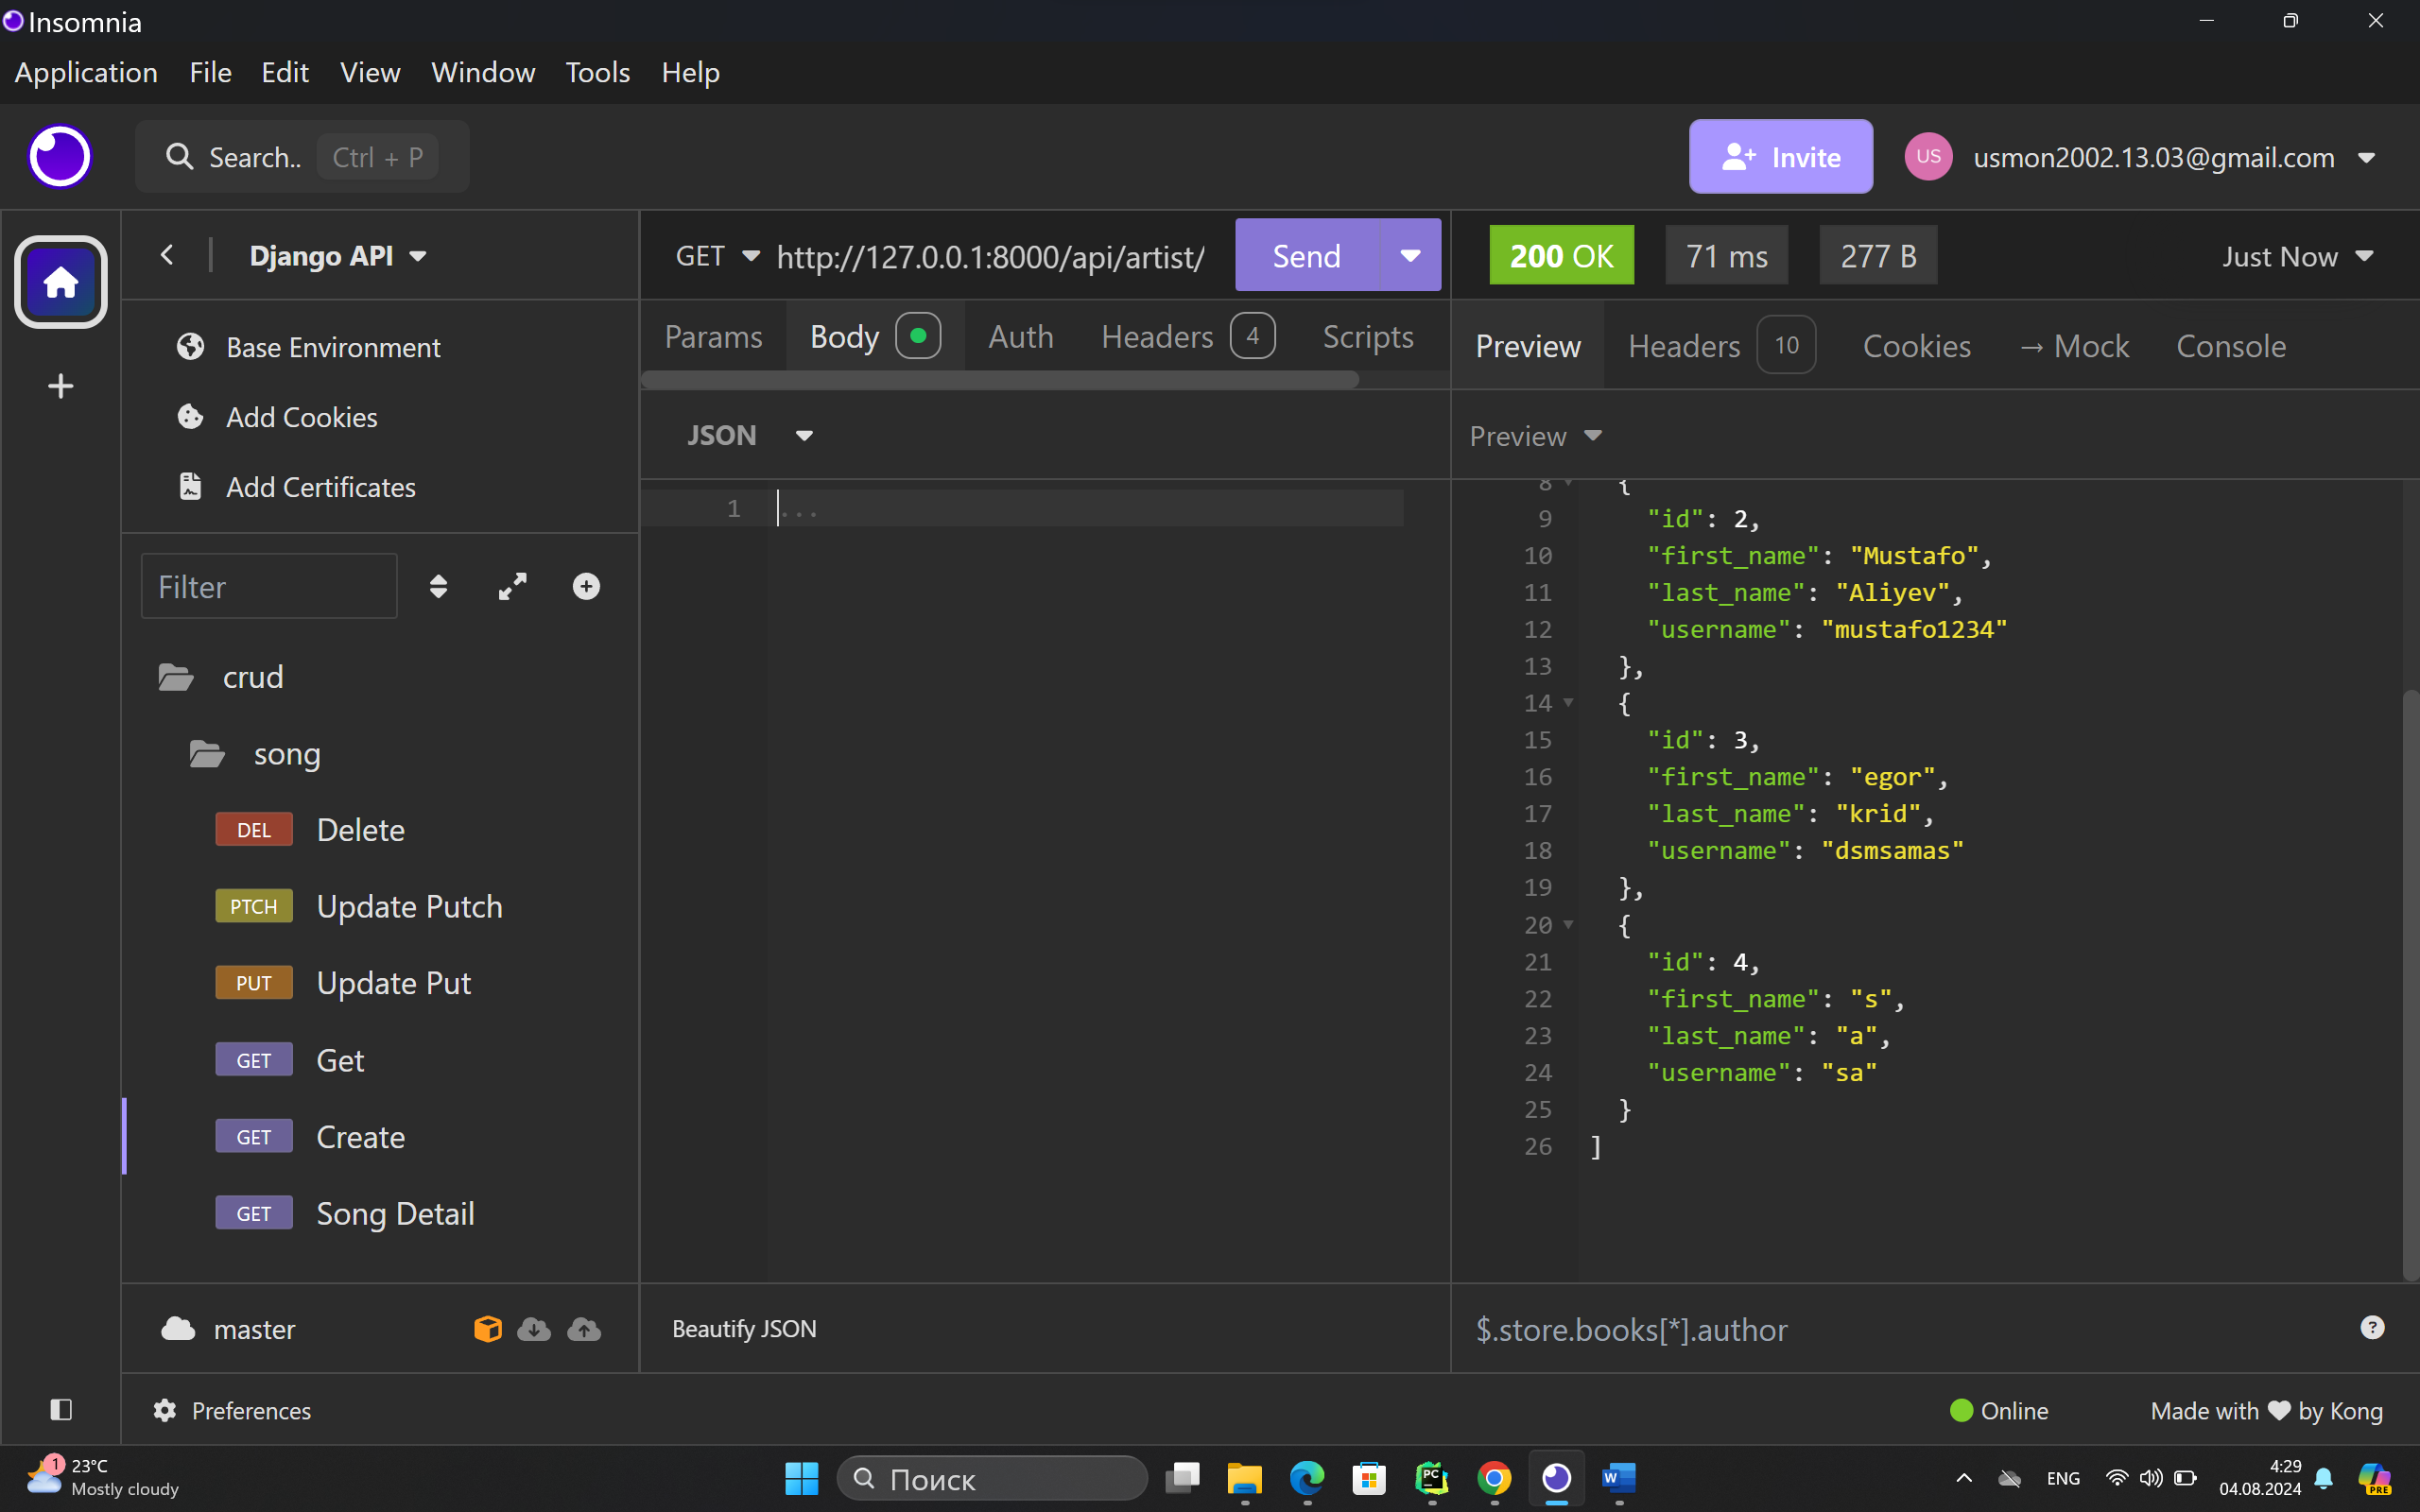 Insomnia
Application File Edit View Window Tools Help
Search.. Ctrl + P
Invite
US
usmon2002.13.03@gmail.com
Django API
Base Environment
Add Cookies
Add Certificates
Filter
crud
song
DEL Delete
PTCH Update Putch
PUT Update Put
GET Get
GET Create
GET Song Detail
master
Preferences
GET http://127.0.0.1:8000/api/artist/ Send
Params Body Auth Headers 4 Scripts
JSON
1 ...
Beautify JSON
200 OK 71 ms 277 B Just Now
Preview Headers 10 Cookies → Mock Console
Preview
8 {
9 "id": 2,
10 "first_name": "Mustafo",
11 "last_name": "Aliyev",
12 "username": "mustafo1234"
13 },
14 {
15 "id": 3,
16 "first_name": "egor",
17 "last_name": "krid",
18 "username": "dsmsamas"
19 },
20 {
21 "id": 4,
22 "first_name": "s",
23 "last_name": "a",
24 "username": "sa"
25 }
26 ]
$.store.books[*].author
Online
Made with ❤ by Kong
1
23°C
Mostly cloudy
Поиск
PC
W
ENG
4:29
04.08.2024
PRE